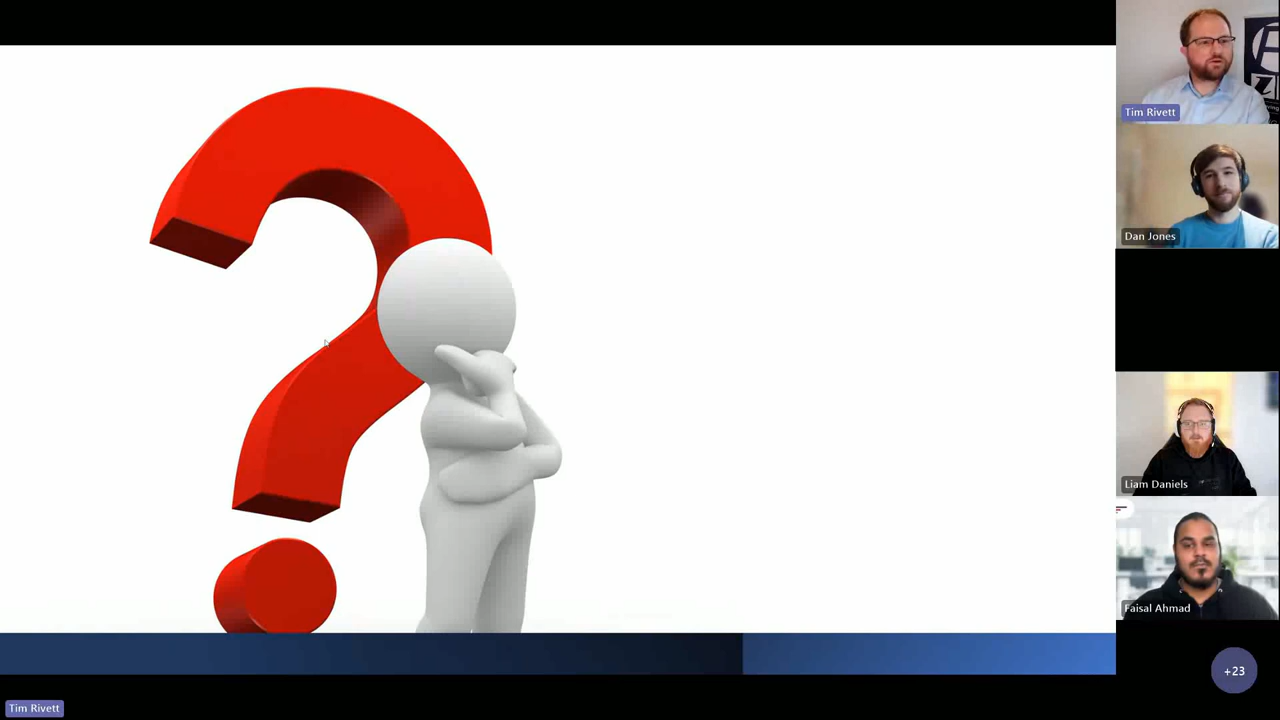 Tim Rivett
Dan Jones
Liam Daniels
Faisal Ahmad
+23
Tim Rivett